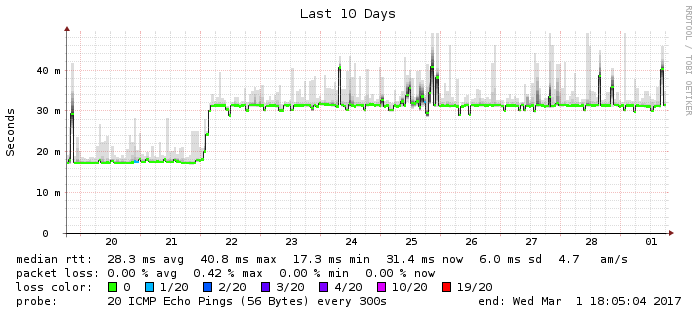 Last 10 Days
RRDTOOL / TOBI OETIKER
Seconds
40 m
30 m
20 m
10 m
0
20 21 22 23 24 25 26 27 28 01
median rtt: 28.3 ms avg 40.8 ms max 17.3 ms min 31.4 ms now 6.0 ms sd 4.7 am/s
packet loss: 0.00 % avg 0.42 % max 0.00 % min 0.00 % now
loss color: 0 1/20 2/20 3/20 4/20 10/20 19/20
probe: 20 ICMP Echo Pings (56 Bytes) every 300s end: Wed Mar 1 18:05:04 2017